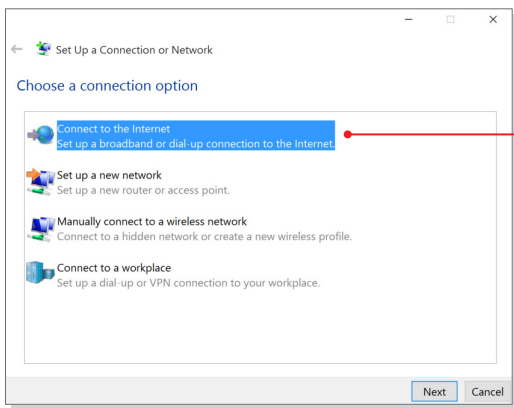 Set Up a Connection or Network
Choose a connection option
Connect to the Internet
Set up a broadband or dial-up connection to the Internet.
Set up a new network
Set up a new router or access point.
Manually connect to a wireless network
Connect to a hidden network or create a new wireless profile.
Connect to a workplace
Set up a dial-up or VPN connection to your workplace.
Next Cancel